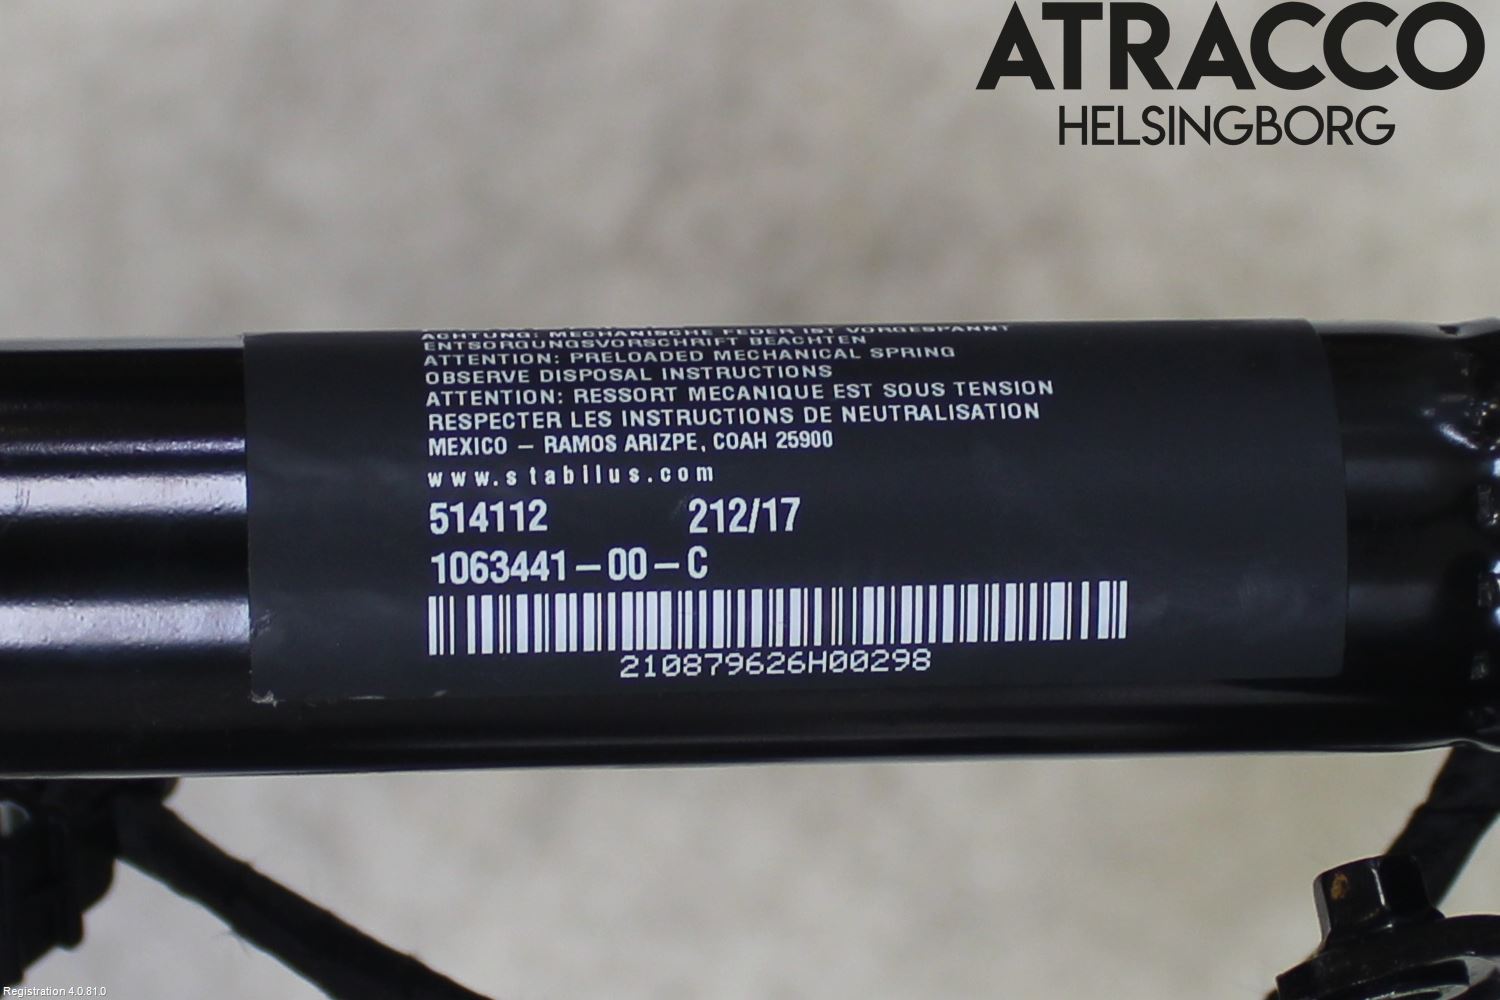 ATRACCO
HELSINGBORG
ACHTUNG: MECHANISCHE FEDER IST VORGESPANNT
ENTSORGUNGSVORSCHRIFT BEACHTEN
ATTENTION: PRELOADED MECHANICAL SPRING
OBSERVE DISPOSAL INSTRUCTIONS
ATTENTION: RESSORT MECANIQUE EST SOUS TENSION
RESPECTER LES INSTRUCTIONS DE NEUTRALISATION
MEXICO – RAMOS ARIZPE, COAH 25900
www.stabilus.com
514112 212/17
1063441–00–C
210879626H00298
Registration 4.0.81.0